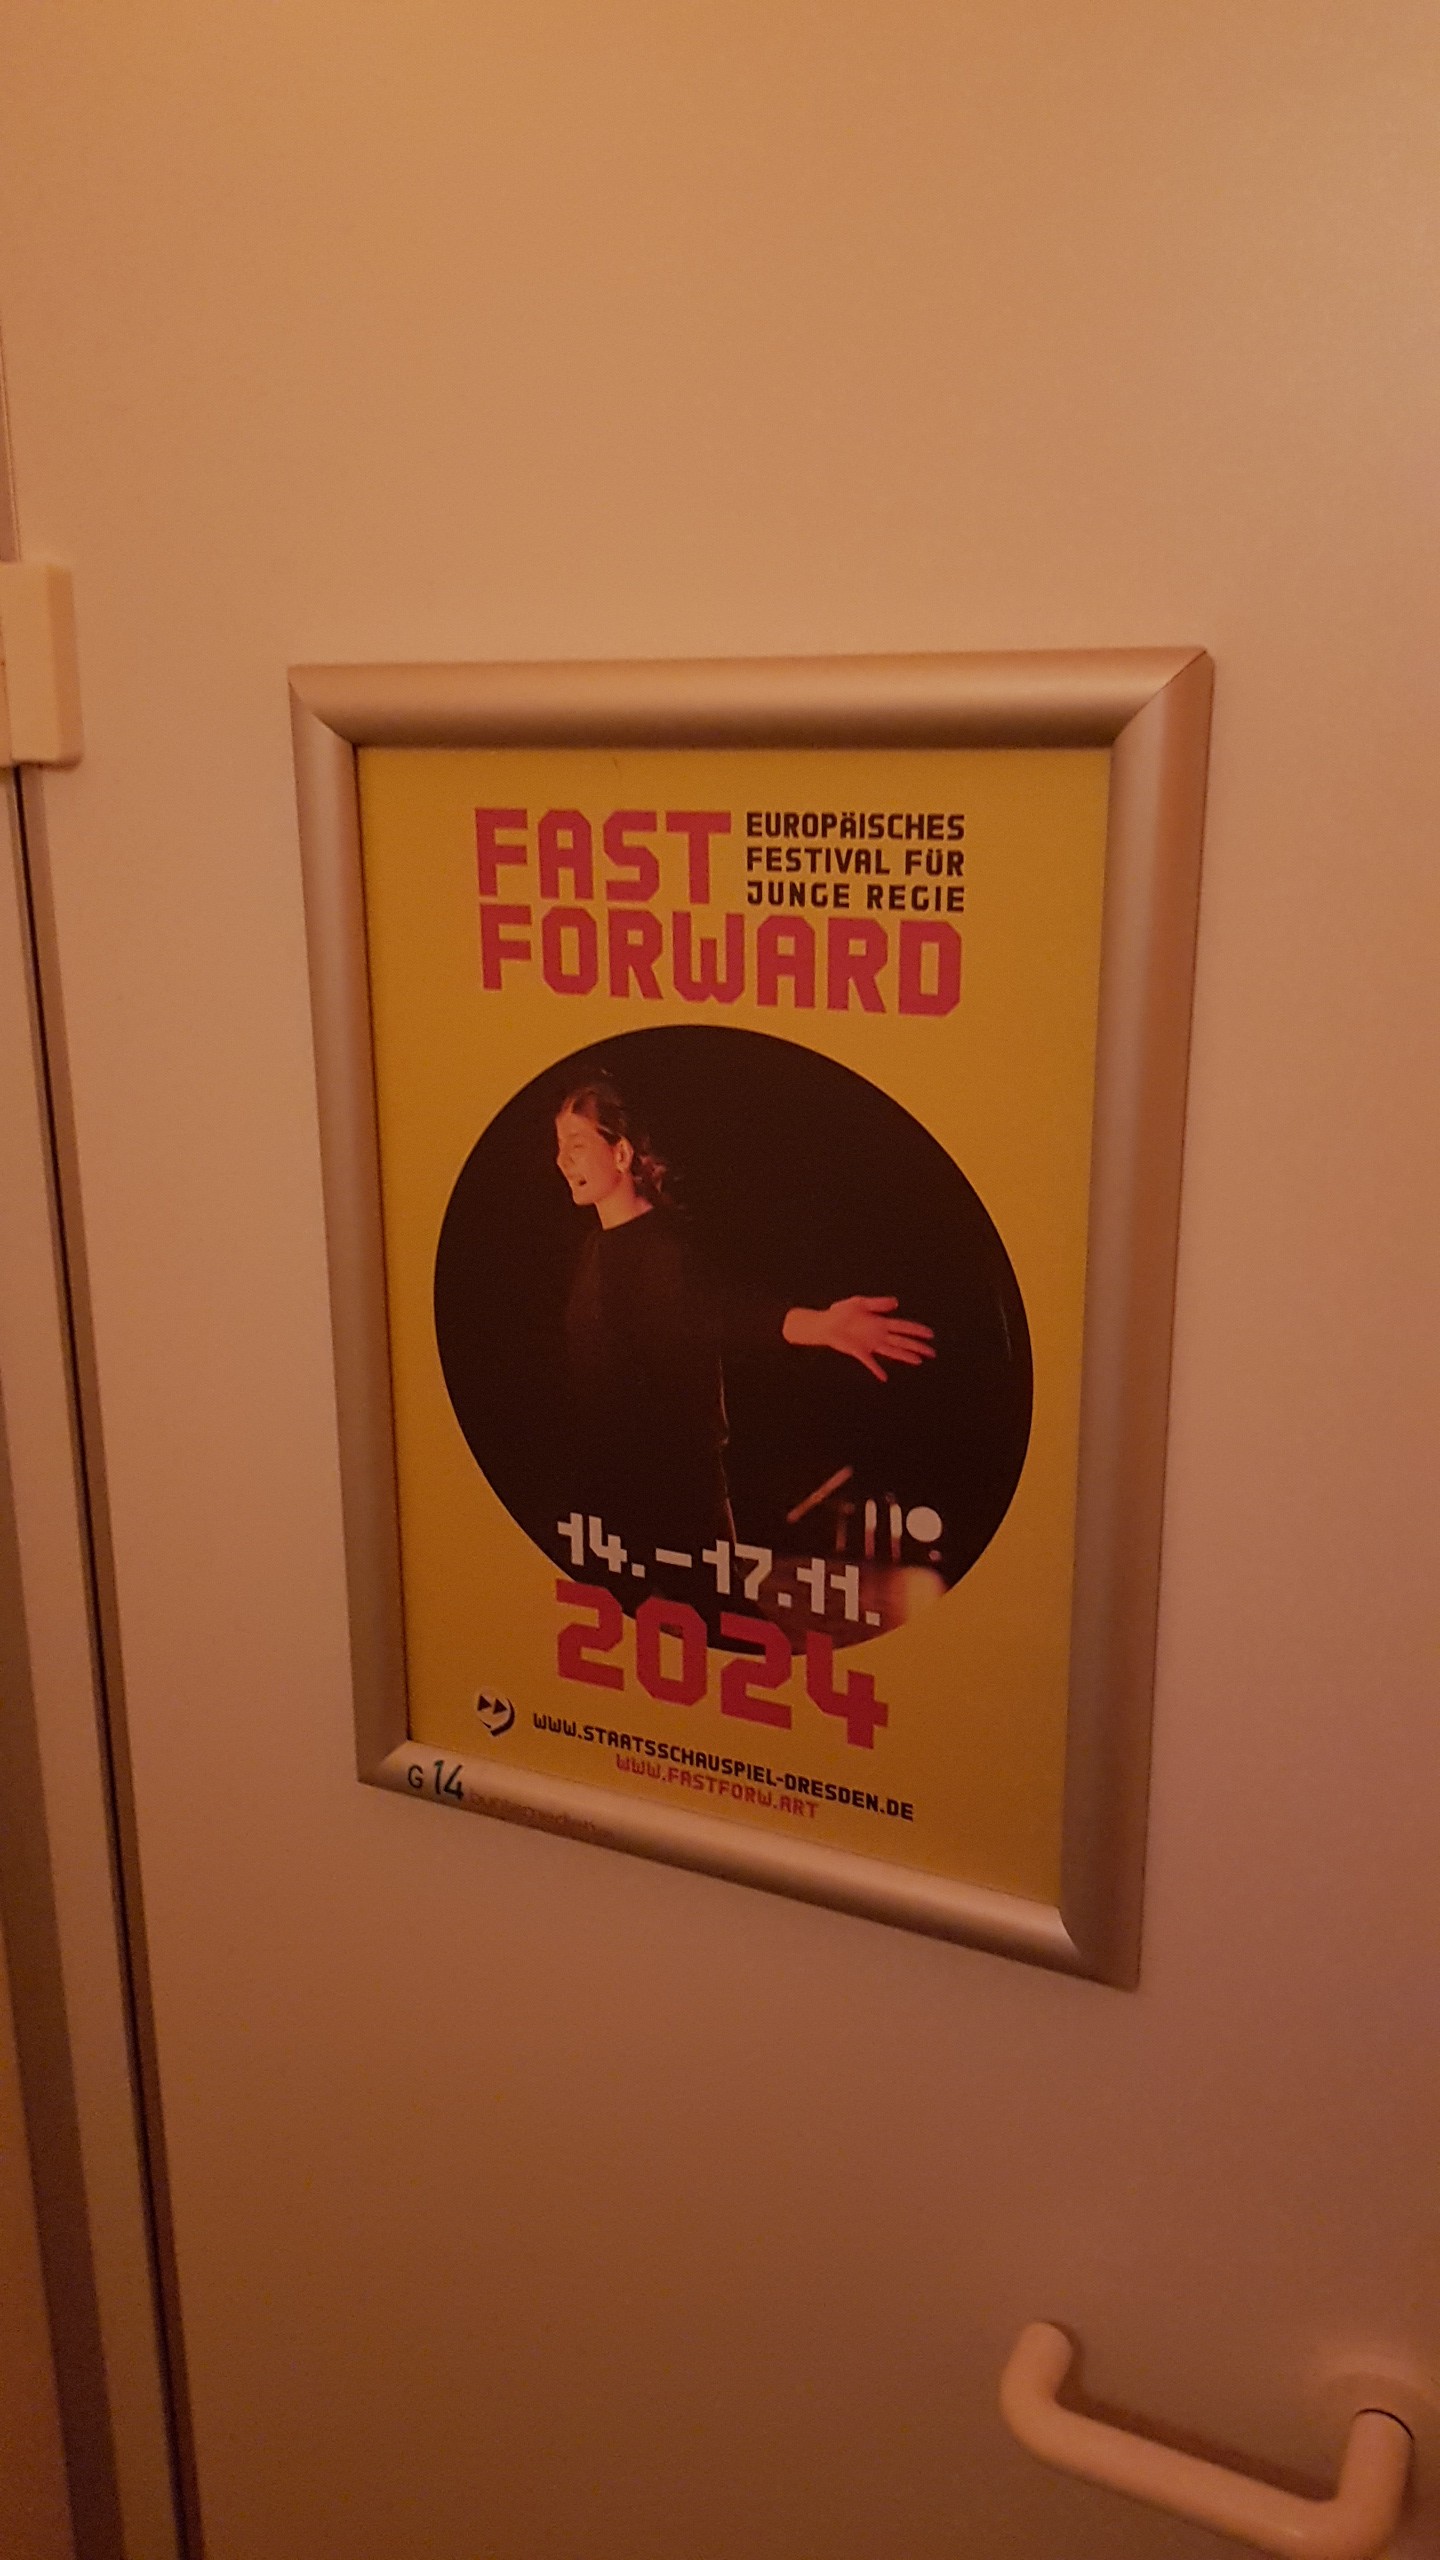 FAST
EUROPÄISCHES
FESTIVAL FÜR
JUNGE REGIE
FORWARD
14.–17.11.
2024
WWW.STAATSSCHAUSPIEL-DRESDEN.DE
WWW.FASTFORW.ART
G 14